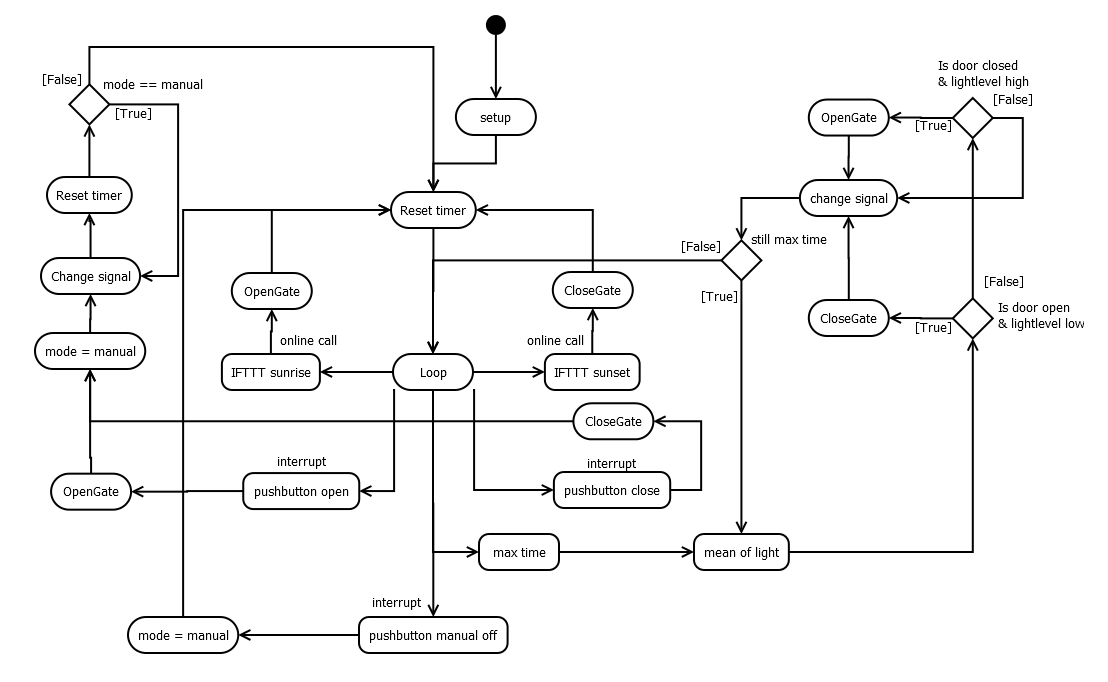 Is door closed
& lightlevel high
[False]
mode == manual
[False]
[True]
setup
OpenGate
[True]
Reset timer
Reset timer
change signal
[False]
still max time
Change signal
OpenGate
CloseGate
[True]
[False]
Is door open
& lightlevel low
CloseGate
[True]
online call
online call
mode = manual
IFTTT sunrise
Loop
IFTTT sunset
CloseGate
interrupt
interrupt
OpenGate
pushbutton open
pushbutton close
max time
mean of light
interrupt
mode = manual
pushbutton manual off